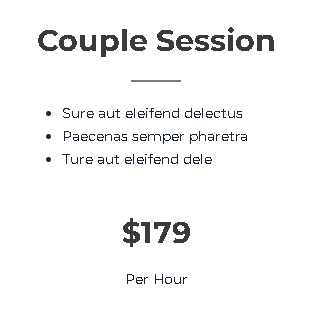 Couple Session
• Sure aut eleifend delectus
• Paecenas semper pharetra
• Ture aut eleifend dele
$179
Per Hour